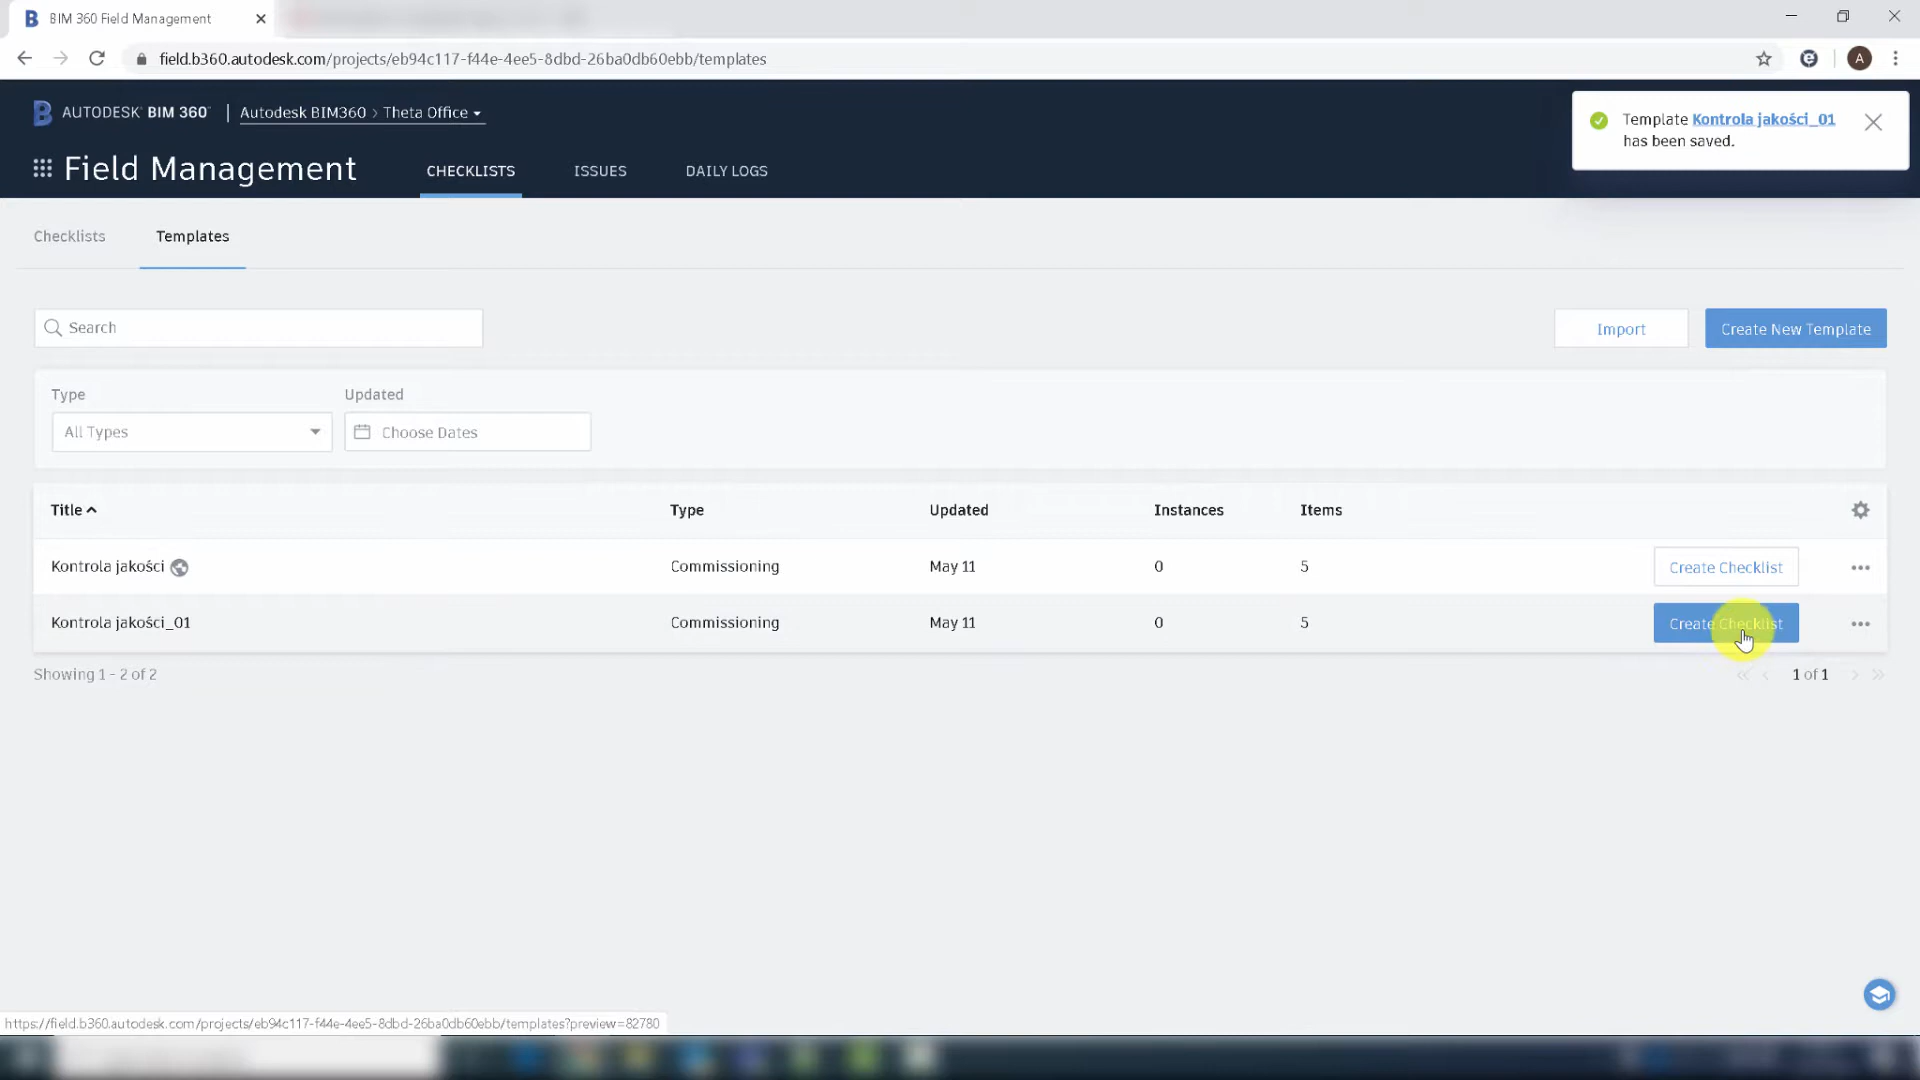 BIM 360 Field Management
field.b360.autodesk.com/projects/eb94c117-f44e-4ee5-8dbd-26ba0db60ebb/templates
A
AUTODESK® BIM 360™ | Autodesk BIM360 > Theta Office
Template Kontrola jakości_01
has been saved.
Field Management
CHECKLISTS
ISSUES
DAILY LOGS
Checklists
Templates
Search
Import
Create New Template
Type
Updated
All Types
Choose Dates
Title
Type
Updated
Instances
Items
Kontrola jakości
Commissioning
May 11
0
5
Create Checklist
Kontrola jakości_01
Commissioning
May 11
0
5
Create Checklist
Showing 1 - 2 of 2
1 of 1
https://field.b360.autodesk.com/projects/eb94c117-f44e-4ee5-8dbd-26ba0db60ebb/templates?preview=82780